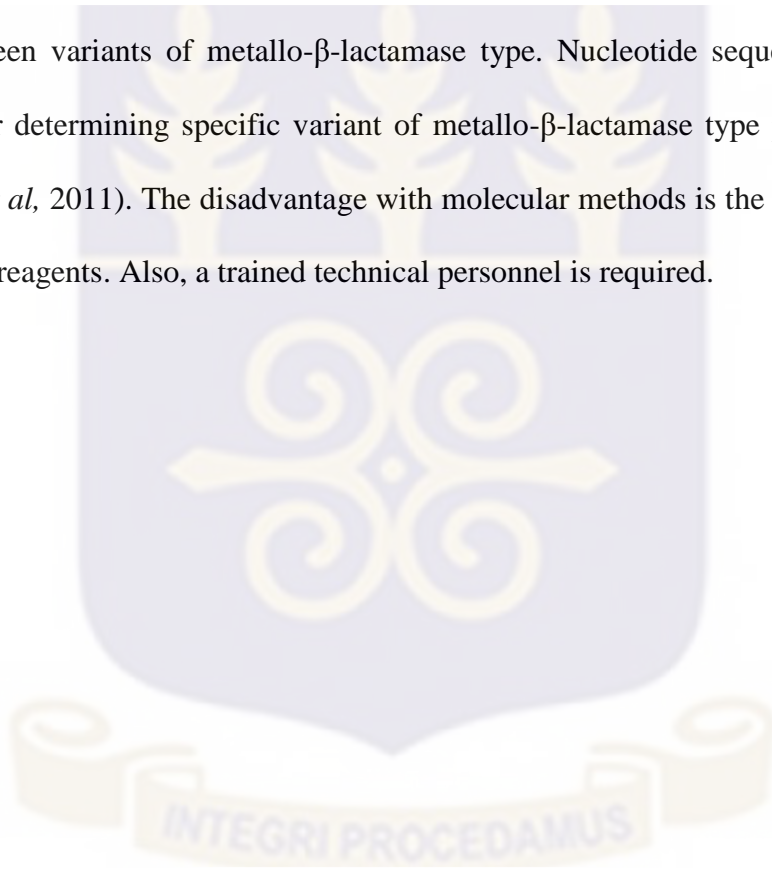 een variants of metallo-β-lactamase type. Nucleotide sequ
determining specific variant of metallo-β-lactamase type
al, 2011). The disadvantage with molecular methods is the
reagents. Also, a trained technical personnel is required.
INTEGRI PROCEDAMUS